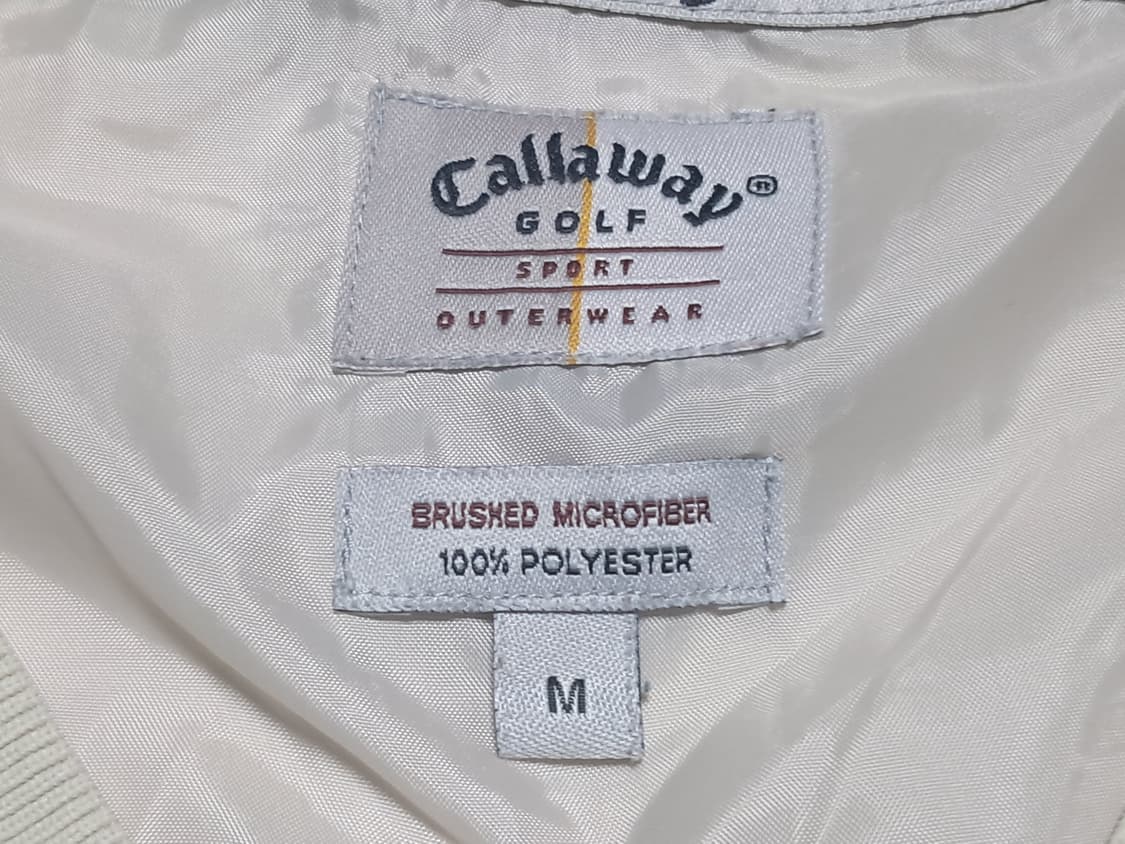 Callaway®
GOLF
SPORT
OUTERWEAR
BRUSHED MICROFIBER
100% POLYESTER
M